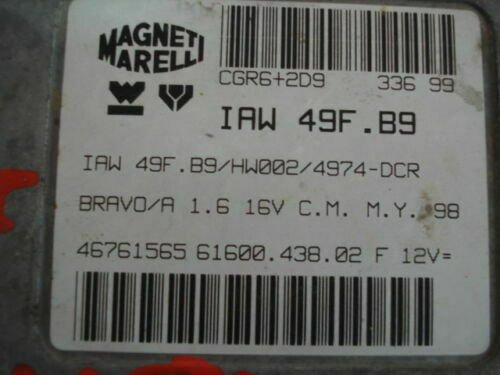 MAGNETI
MARELLI
CGR6+2D9 336 99
IAW 49F.B9
IAW 49F.B9/HW002/4974-DCR
BRAVO/A 1.6 16V C.M. M.Y. 98
46761565 61600.438.02 F 12V=